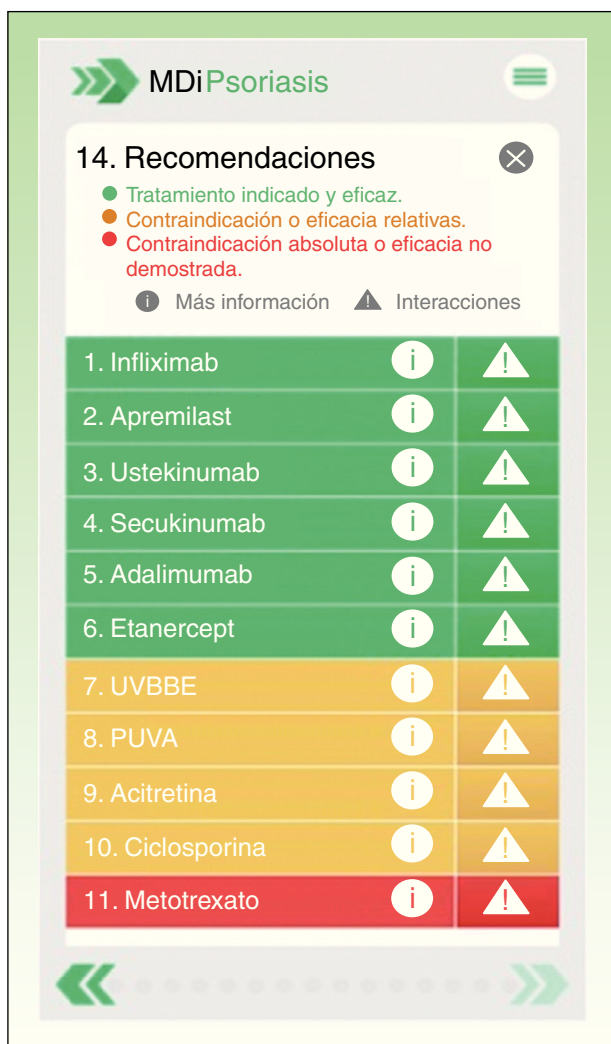 MDiPsoriasis
14. Recomendaciones
Tratamiento indicado y eficaz.
Contraindicación o eficacia relativas.
Contraindicación absoluta o eficacia no
demostrada.
i Más información ! Interacciones
1. Infliximab i !
2. Apremilast i !
3. Ustekinumab i !
4. Secukinumab i !
5. Adalimumab i !
6. Etanercept i !
7. UVBBE i !
8. PUVA i !
9. Acitretina i !
10. Ciclosporina i !
11. Metotrexato i !